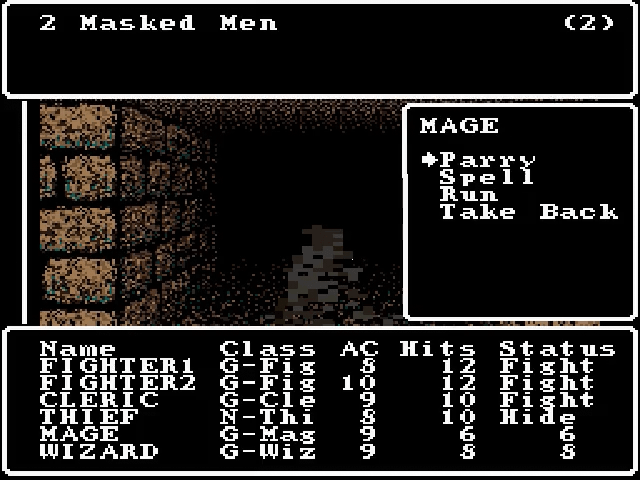 2 Masked Men (2)
MAGE
Parry
Spell
Run
Take Back
Name Class AC Hits Status
FIGHTER1 G-Fig 8 12 Fight
FIGHTER2 G-Fig 10 12 Fight
CLERIC G-Cle 9 10 Fight
THIEF N-Thi 8 10 Hide
MAGE G-Mag 9 6 6
WIZARD G-Wiz 9 8 8